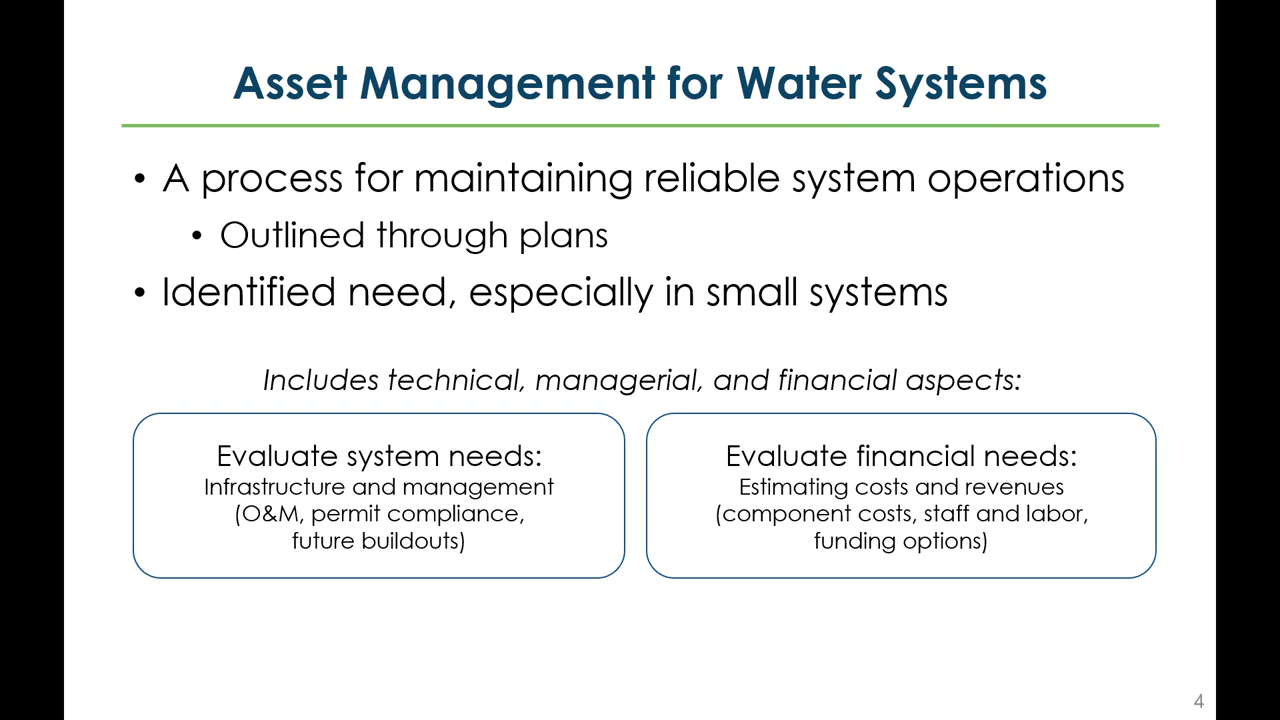 Asset Management for Water Systems
• A process for maintaining reliable system operations
• Outlined through plans
• Identified need, especially in small systems
Includes technical, managerial, and financial aspects:
Evaluate system needs:
Infrastructure and management
(O&M, permit compliance,
future buildouts)
Evaluate financial needs:
Estimating costs and revenues
(component costs, staff and labor,
funding options)
4